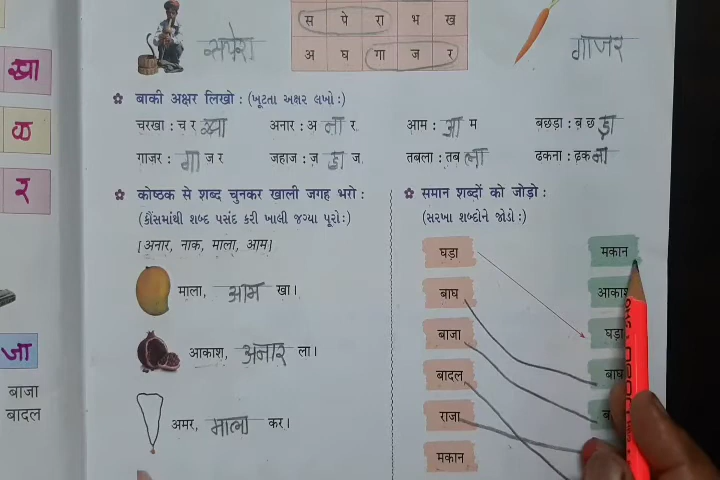 खा
ळ
र
जा
बाजा
बादल
सपेरा
स पे रा भ ख
अ घ गा ज र
गाजर
बाकी अक्षर लिखो : (ખૂટતા અક્ષર લખો :)
चरखा : च र खा अनार : अ ना र आम : आ म बछड़ा : ब छ ड़ा
गाजर : गा ज र जहाज : ज हा ज तबला : तब ला ढकना : ढ़क ना
कोष्ठक से शब्द चुनकर खाली जगह भरो :
(કૌંસમાંથી શબ્દ પસંદ કરી ખાલી જગ્યા પૂરો :)
[अनार, नाक, माला, आम]
माला, आम खा।
आकाश, अनार ला।
अमर, माला कर।
समान शब्दों को जोड़ो :
(સરખા શબ્દોને જોડો :)
घड़ा मकान
बाघ आकाश
बाजा घड़ा
बादल बाघ
राजा
मकान